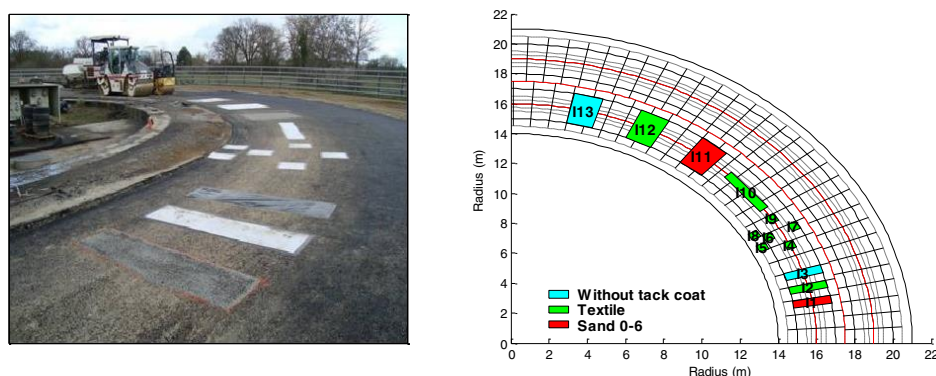 22
20
18
16
14
12
10
8
6
4
2
0
Radius (m)
I13
I12
I11
I10
I9
I7
I8
I6
I5
I4
I3
I2
I1
Without tack coat
Textile
Sand 0-6
0 2 4 6 8 10 12 14 16 18 20 22
Radius (m)